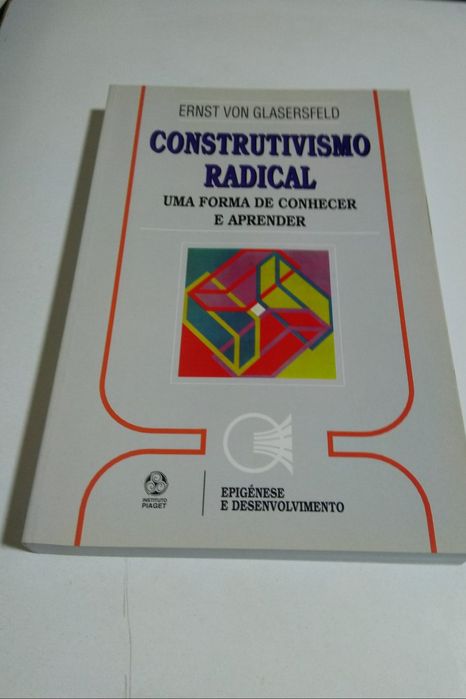 ERNST VON GLASERSFELD
CONSTRUTIVISMO
RADICAL
UMA FORMA DE CONHECER
E APRENDER
INSTITUTO
PIAGET
EPIGÉNESE
E DESENVOLVIMENTO